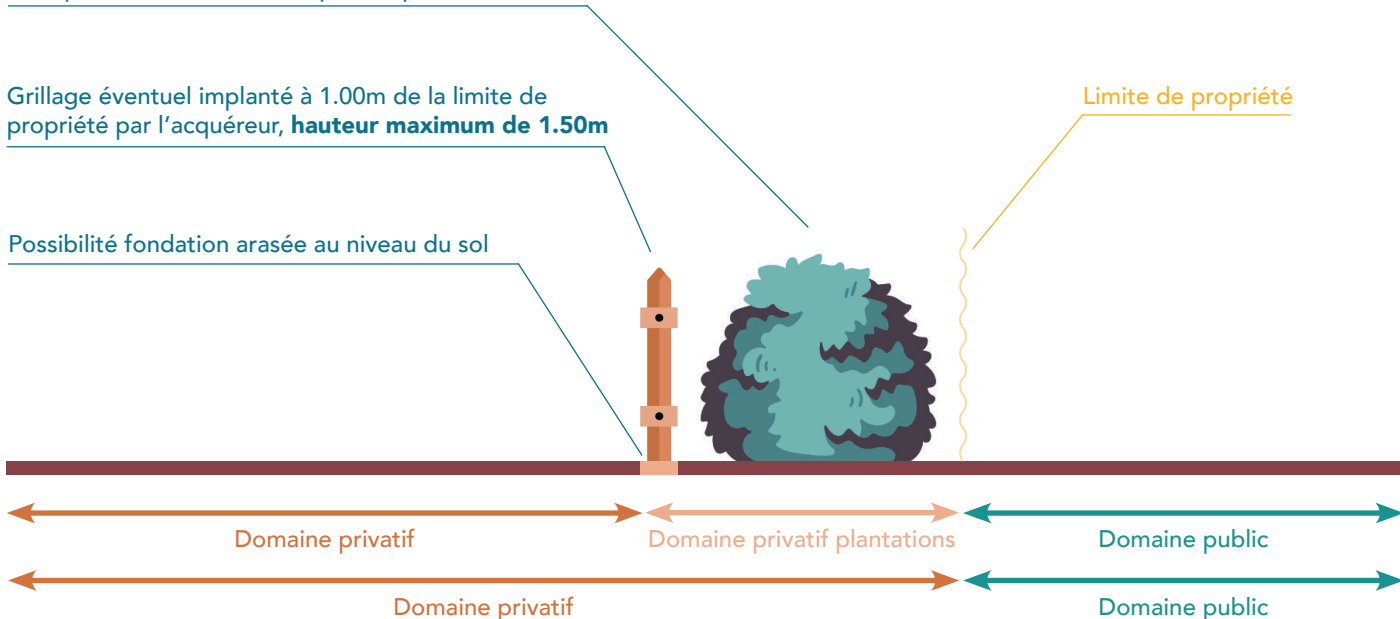 Grillage éventuel implanté à 1.00m de la limite de
propriété par l'acquéreur, hauteur maximum de 1.50m
Limite de propriété
Possibilité fondation arasée au niveau du sol
Domaine privatif
Domaine privatif plantations
Domaine public
Domaine privatif
Domaine public